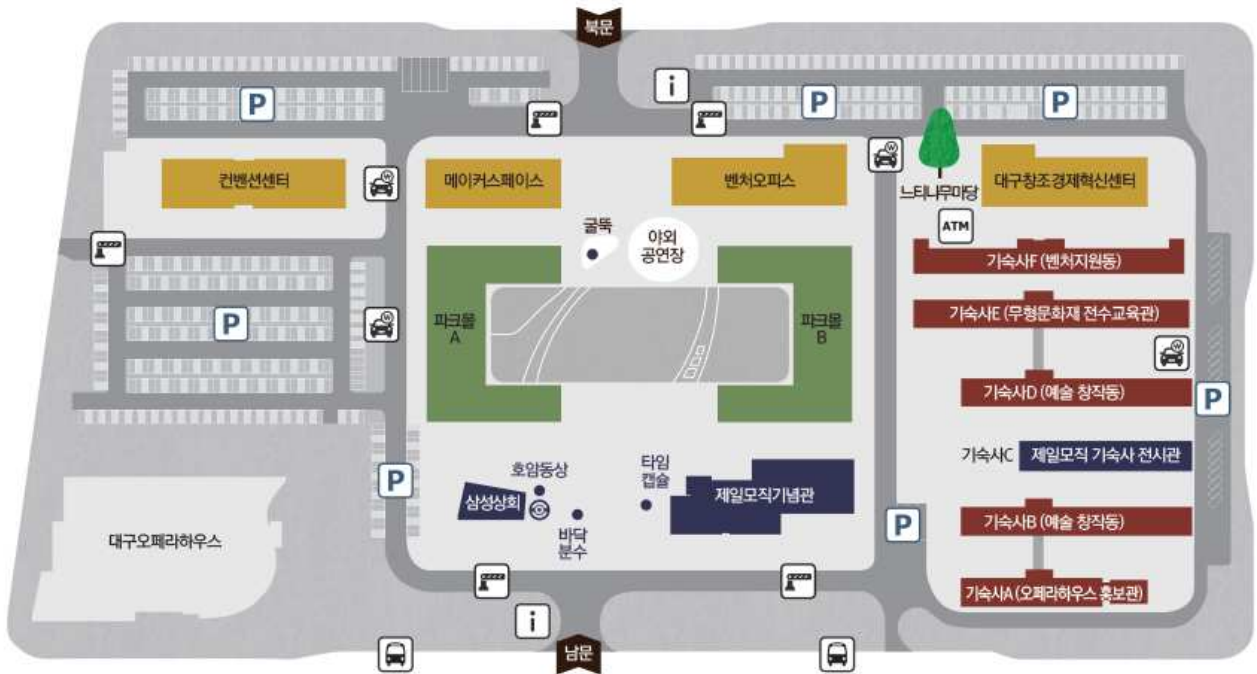 북문
i
P
P
P
컨벤션센터
W
메이커스페이스
벤처오피스
W
느티나무마당
대구창조경제혁신센터
ATM
굴뚝
야외
공연장
기숙사F (벤처지원동)
P
W
파크몰
A
파크몰
B
기숙사E (무형문화재 전수교육관)
W
기숙사D (예술 창작동)
P
P
호암동상
삼성상회
바닥
분수
타임
캡슐
제일모직기념관
기숙사C
제일모직 기숙사 전시관
P
기숙사B (예술 창작동)
대구오페라하우스
기숙사A (오페라하우스 홍보관)
i
남문